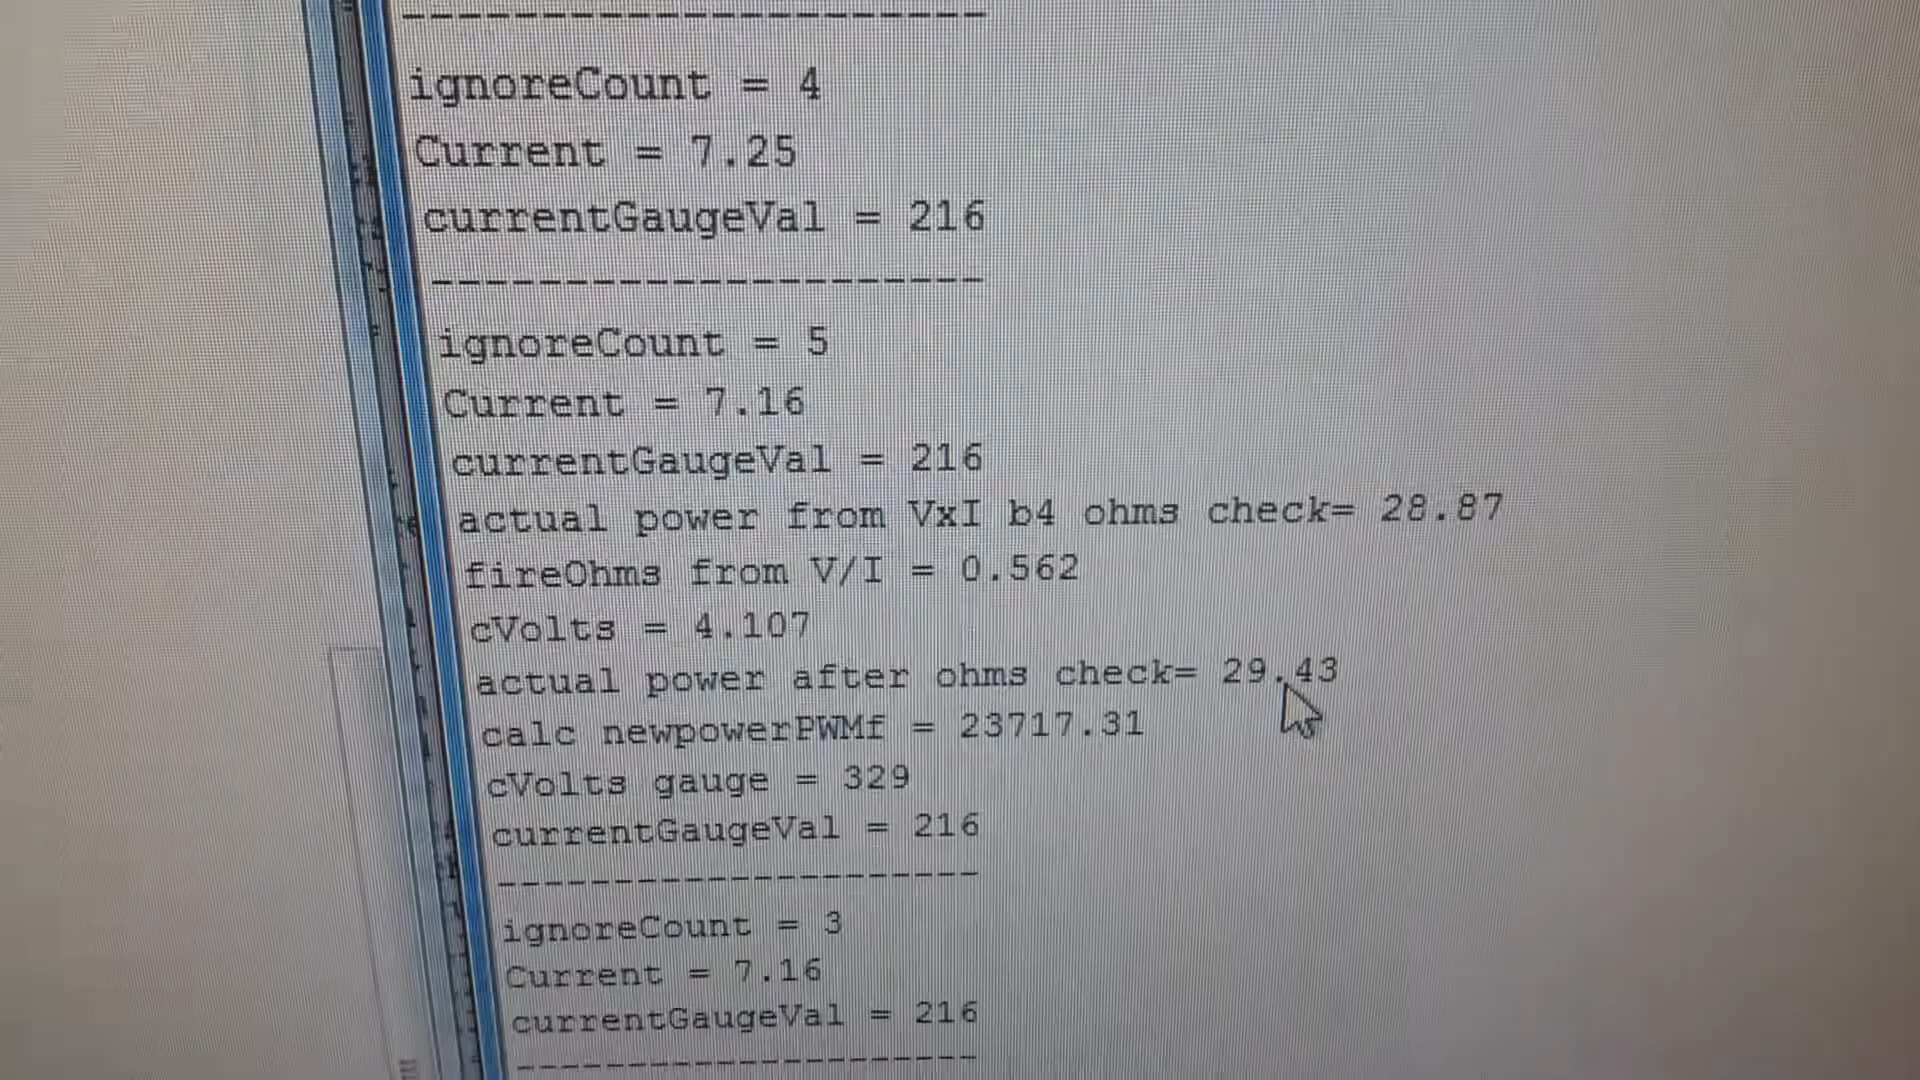 --------------------
ignoreCount = 4
Current = 7.25
currentGaugeVal = 216
--------------------
ignoreCount = 5
Current = 7.16
currentGaugeVal = 216
actual power from VxI b4 ohms check= 28.87
fireOhms from V/I = 0.562
cVolts = 4.107
actual power after ohms check= 29.43
calc newpowerPWMf = 23717.31
cVolts gauge = 329
currentGaugeVal = 216
--------------------
ignoreCount = 3
Current = 7.16
currentGaugeVal = 216
--------------------